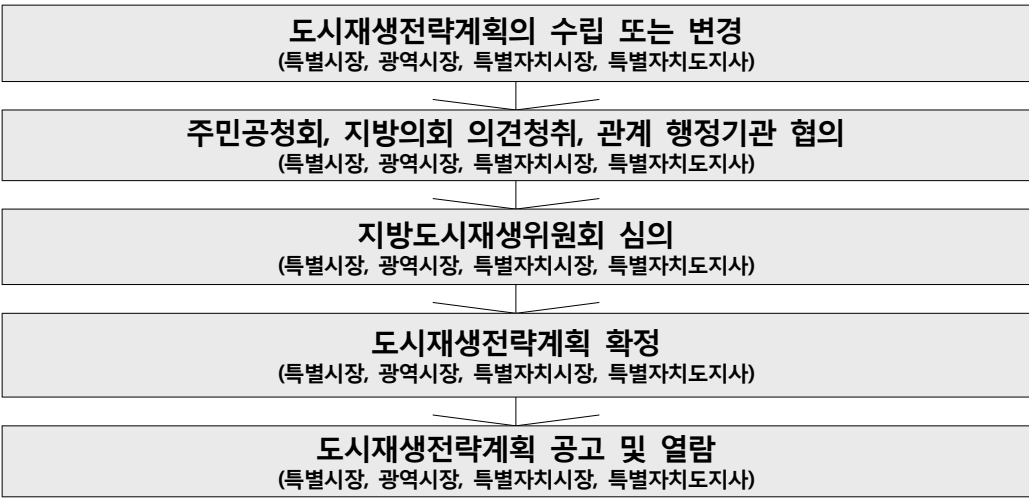 도시재생전략계획의 수립 또는 변경
(특별시장, 광역시장, 특별자치시장, 특별자치도지사)
주민공청회, 지방의회 의견청취, 관계 행정기관 협의
(특별시장, 광역시장, 특별자치시장, 특별자치도지사)
지방도시재생위원회 심의
(특별시장, 광역시장, 특별자치시장, 특별자치도지사)
도시재생전략계획 확정
(특별시장, 광역시장, 특별자치시장, 특별자치도지사)
도시재생전략계획 공고 및 열람
(특별시장, 광역시장, 특별자치시장, 특별자치도지사)